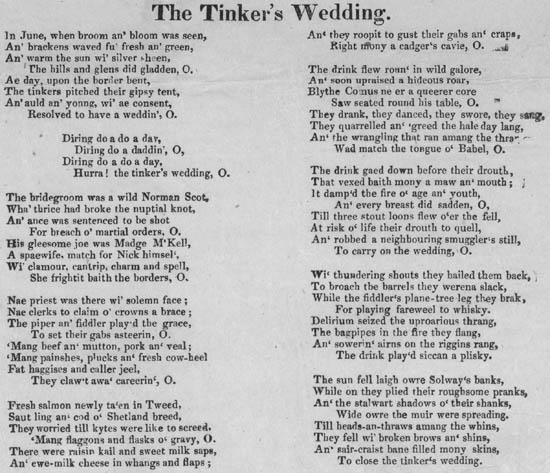 The Tinker's Wedding.
In June, when broom an' bloom was seen,
An' brackens waved fu' fresh an' green,
An' warm the sun wi' silver sheen,
The hills and glens did gladden, O.
Ae day, upon the border bent,
The tinkers pitched their gipsy tent,
An' auld an' young, wi' ae consent,
Resolved to have a weddin', O.
Diring do a do a day,
Diring do a daddin', O,
Diring do a do a day,
Hurra! the tinker's wedding, O.
The bridegroom was a wild Norman Scot,
Wha' thrice had broke the nuptial knot,
An' ance was sentenced to be shot
For breach o' martial orders, O.
His gleesome joe was Madge M'Kell,
A spaewife, match for Nick himsel',
Wi' clamour, cantrip, charm and spell,
She frightit baith the borders, O.
Nae priest was there wi' solemn face;
Nae clerks to claim o' crowns a brace;
The piper an' fiddler play'd the grace,
To set their gabs asteerin, O.
'Mang beef an' mutton, pork an' veal;
'Mang painshes, plucks an' fresh cow-heel
Fat haggises and caller jeel,
They claw't awa' careerin', O.
Fresh salmon newly ta'en in Tweed,
Saut ling an' cod o' Shetland breed,
They worried till kytes were like to screed.
'Mang flaggons and flasks o' gravy, O.
There were raisin kail and sweet milk saps,
An' ewe-milk cheese in whangs and flaps;
An' they roopit to gust their gabs an' craps,
Right mony a cadger's cavie, O.
The drink flew roun' in wild galore,
An' soon upraised a hideous roar,
Blythe Comus ne'er a queerer core
Saw seated round his table, O.
They drank, they danced, they swore, they sang,
They quarrelled an' 'greed the hale day lang,
An' the wrangling that ran amang the
Wad match the tongue o' Babel, O.
The drink gaed down before their drouth,
That vexed baith mony a maw an' mouth;
It damp'd the fire o' age an' youth,
An' every breast did sadden, O,
Till three stout loons flew o'er the fell,
At risk o' life their drouth to quell,
An' robbed a neighbouring smuggler's still,
To carry on the wedding, O.
Wi' thundering shouts they hailed them back,
To broach the barrels they werena slack,
While the fiddler's plane-tree leg they brak,
For playing fareweel to whisky.
Delirium seized the uproarious thrang,
The bagpipes in the fire they flang,
An' sowerin' airns on the riggins rang,
The drink play'd siccan a plisky.
The sun fell laigh owre Solway's banks,
While on they plied their roughsome pranks,
An' the stalwart shadows o' their shanks,
Wide owre the muir were spreading.
Till heads-an-thraws amang the whins,
They fell wi' broken brows an' shins,
An' sair-craist bane filled mony skins,
To close the tinker's wedding.